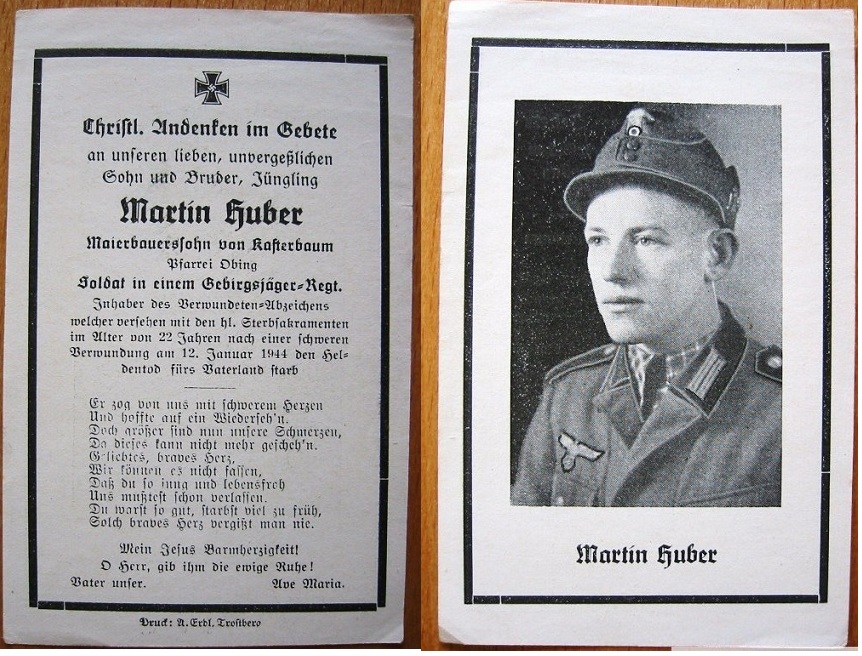 Christl. Andenken im Gebete
an unseren lieben, unvergeßlichen
Sohn und Bruder, Jüngling
Martin Huber
Maierbauerssohn von Kafterbaum
Pfarrei Obing
Soldat in einem Gebirgsjäger-Regt.
Inhaber des Verwundeten-Abzeichens
welcher versehen mit den hl. Sterbsakramenten
im Alter von 22 Jahren nach einer schweren
Verwundung am 12. Januar 1944 den Hel-
dentod fürs Vaterland starb
Er zog von uns mit schwerem Herzen
Und hoffte auf ein Wiederseh'n.
Doch größer sind nun unsere Schmerzen,
Da dieses kann nicht mehr gescheh'n.
Geliebtes, braves Herz,
Wir können es nicht fassen,
Daß du so jung und lebensfroh
Uns mußtest schon verlassen.
Du warst so gut, starbst viel zu früh,
Solch braves Herz vergißt man nie.
Mein Jesus Barmherzigkeit!
O Herr, gib ihm die ewige Ruhe!
Vater unser. Ave Maria.
Druck: A. Erdl, Trostberg
Martin Huber